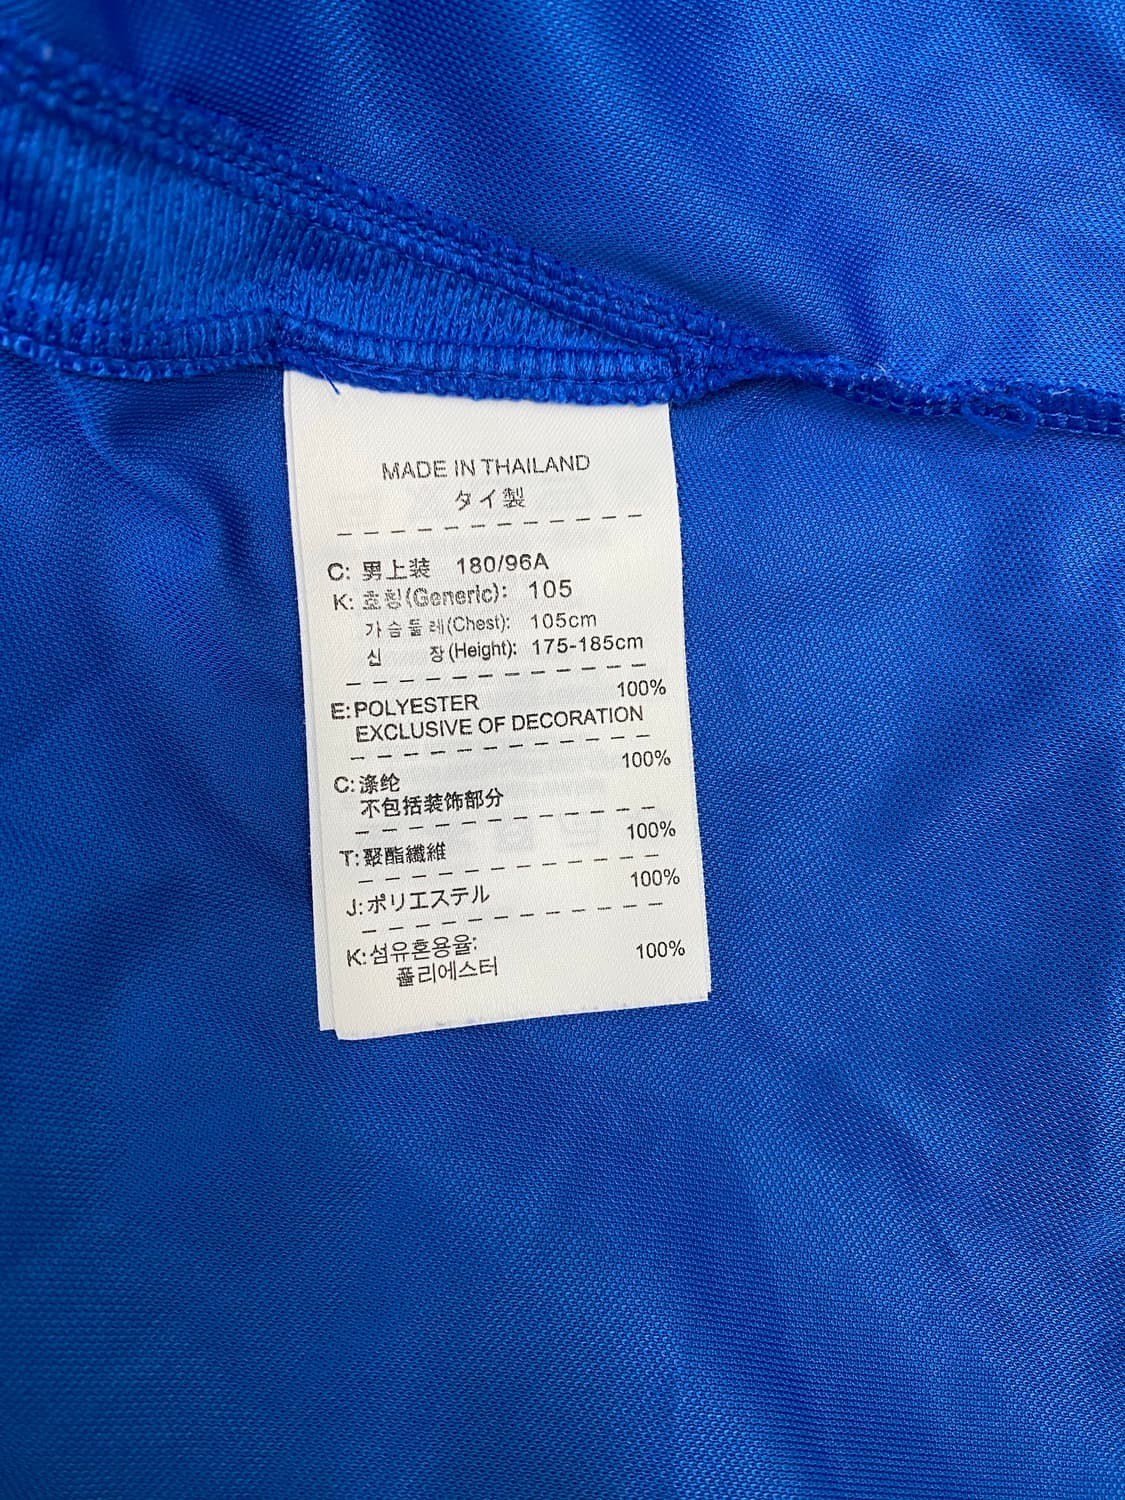 MADE IN THAILAND
タイ製
C: 男上装 180/96A
K: 호칭(Generic): 105
가슴둘레(Chest): 105cm
신 장(Height): 175-185cm
E: POLYESTER 100%
EXCLUSIVE OF DECORATION
C: 涤纶 100%
不包括装饰部分
T: 聚酯纖維 100%
J: ポリエステル 100%
K: 섬유혼용율:
폴리에스터 100%